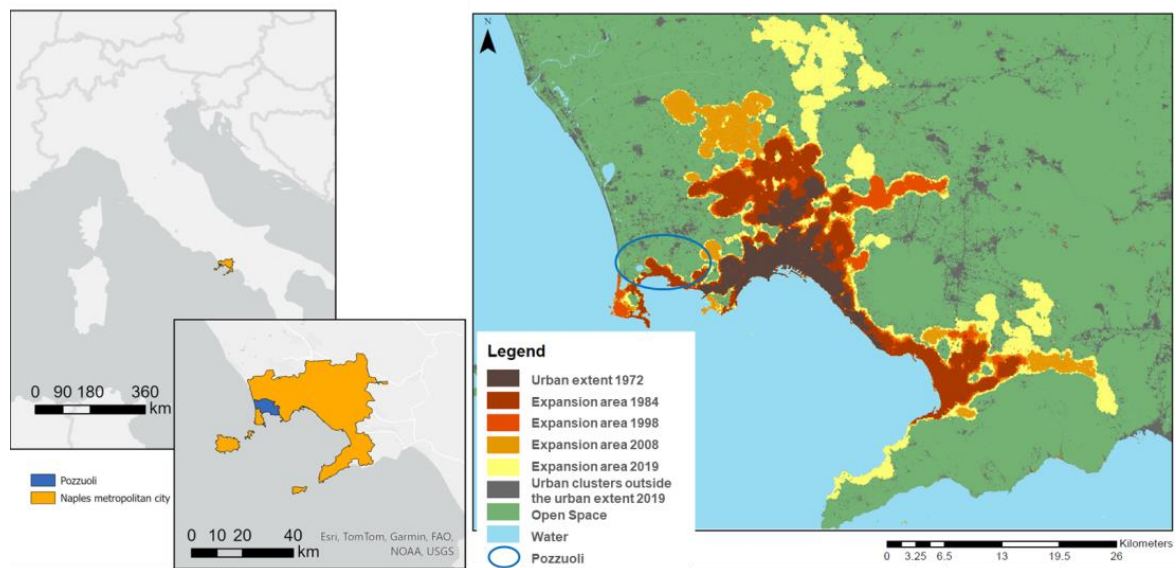 0 90 180 360
km
Pozzuoli
Naples metropolitan city
0 10 20 40
km
Esri, TomTom, Garmin, FAO,
NOAA, USGS
N
Legend
Urban extent 1972
Expansion area 1984
Expansion area 1998
Expansion area 2008
Expansion area 2019
Urban clusters outside
the urban extent 2019
Open Space
Water
Pozzuoli
Kilometers
0 3.25 6.5 13 19.5 26